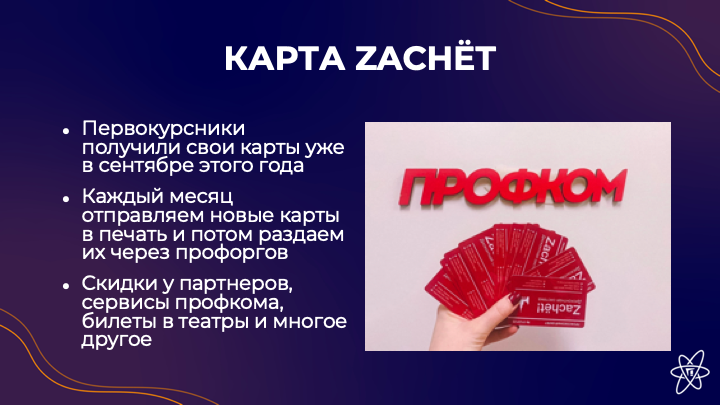 КАРТА ZACHЁT
• Первокурсники
получили свои карты уже
в сентябре этого года
• Каждый месяц
отправляем новые карты
в печать и потом раздаем
их через профоргов
• Скидки у партнеров,
сервисы профкома,
билеты в театры и многое
другое
ПРОФКОМ
Zachёt!